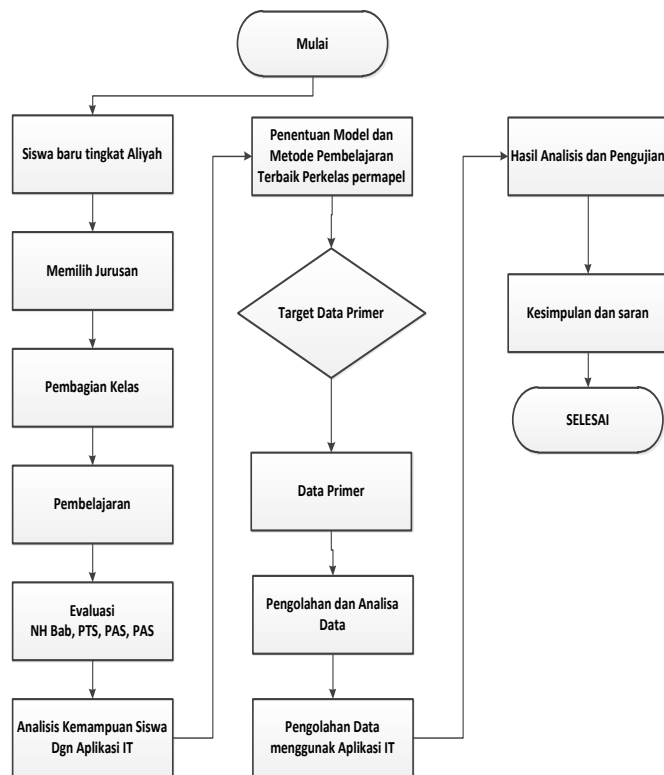 Mulai
Siswa baru tingkat Aliyah
Memilih Jurusan
Pembagian Kelas
Pembelajaran
Evaluasi
NH Bab, PTS, PAS, PAS
Analisis Kemampuan Siswa
Dgn Aplikasi IT
Penentuan Model dan
Metode Pembelajaran
Terbaik Perkelas permapel
Target Data Primer
Data Primer
Pengolahan dan Analisa
Data
Pengolahan Data
menggunak Aplikasi IT
Hasil Analisis dan Pengujian
Kesimpulan dan saran
SELESAI